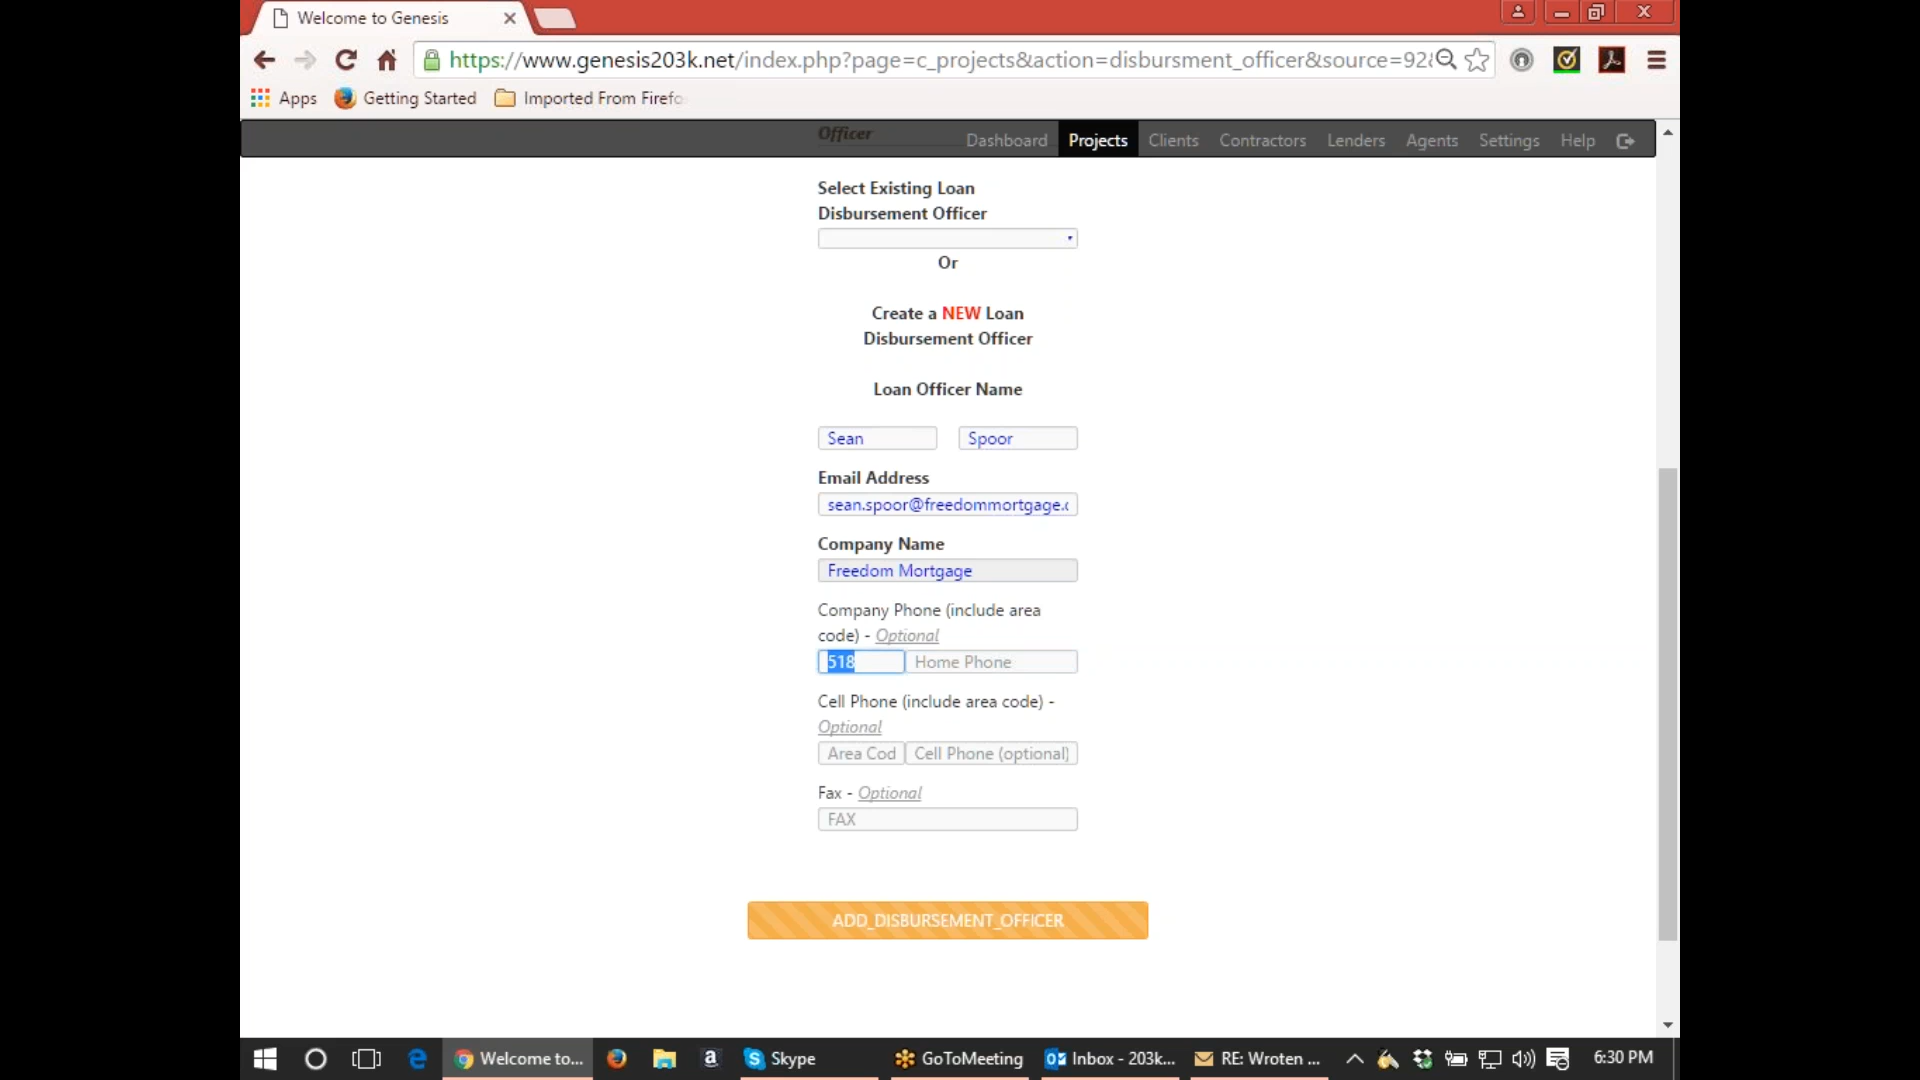 Welcome to Genesis
https://www.genesis203k.net/index.php?page=c_projects&action=disbursment_officer&source=92
Apps
Getting Started
Imported From Firefo
Officer
Dashboard
Projects
Clients
Contractors
Lenders
Agents
Settings
Help
Select Existing Loan
Disbursement Officer
Or
Create a NEW Loan
Disbursement Officer
Loan Officer Name
Sean
Spoor
Email Address
sean.spoor@freedommortgage.c
Company Name
Freedom Mortgage
Company Phone (include area
code) - Optional
518
Home Phone
Cell Phone (include area code) -
Optional
Area Cod
Cell Phone (optional)
Fax - Optional
FAX
ADD_DISBURSEMENT_OFFICER
Welcome to...
Skype
GoToMeeting
Inbox - 203k...
RE: Wroten ...
6:30 PM